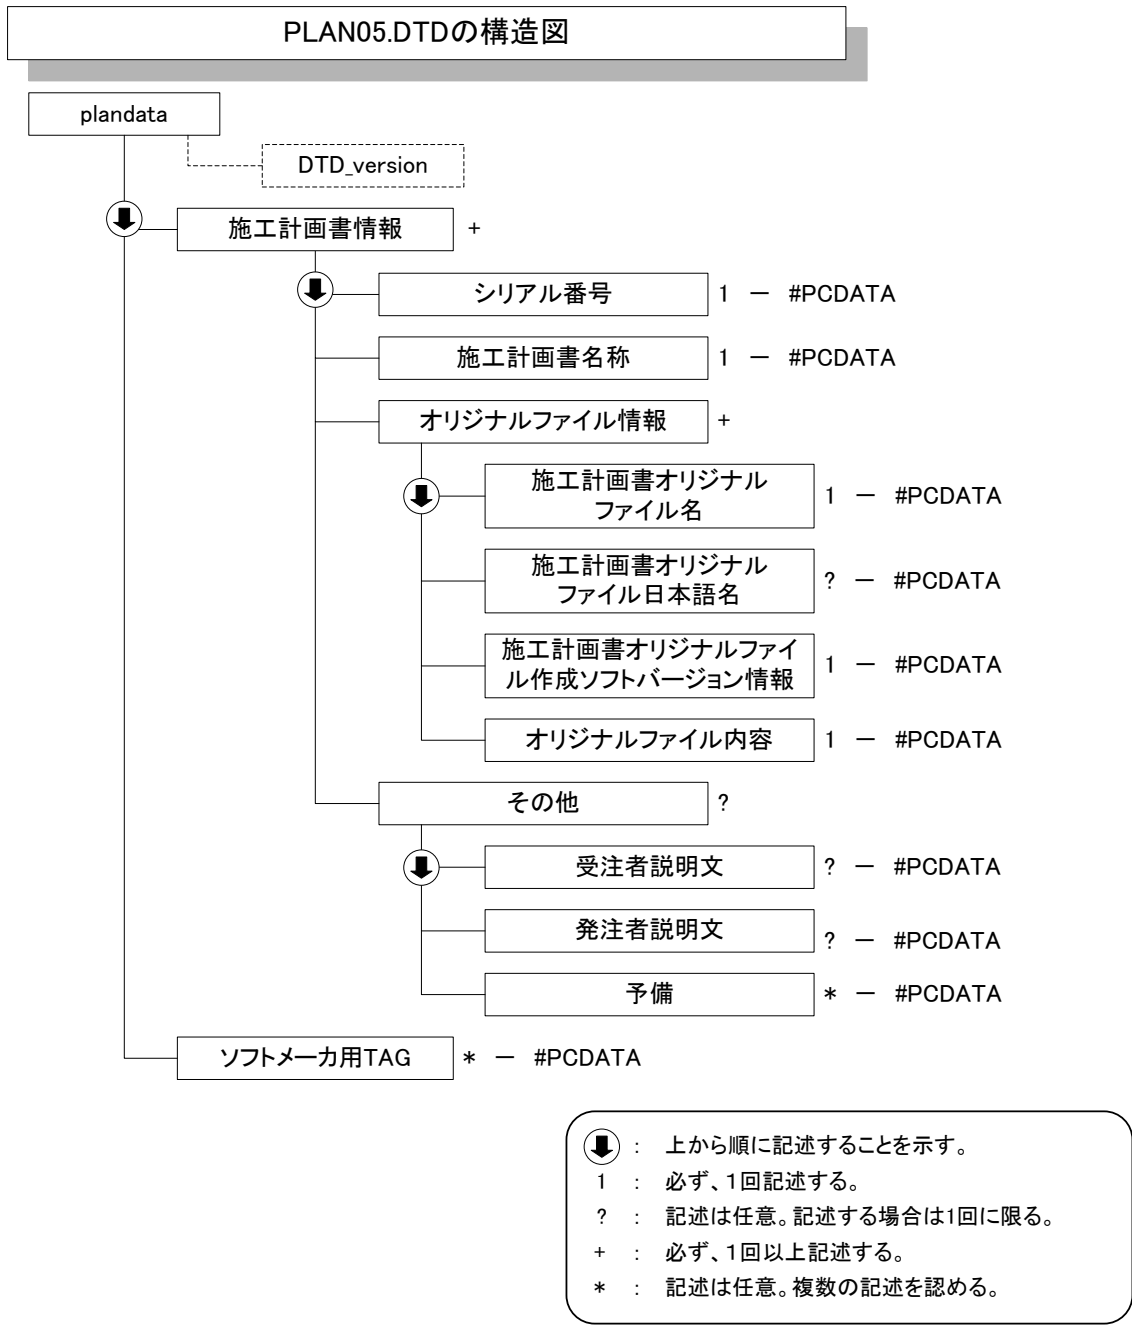 PLAN05.DTDの構造図
plandata
DTD_version
施工計画書情報 +
シリアル番号 1 － #PCDATA
施工計画書名称 1 － #PCDATA
オリジナルファイル情報 +
施工計画書オリジナル
ファイル名 1 － #PCDATA
施工計画書オリジナル
ファイル日本語名 ? － #PCDATA
施工計画書オリジナルファイ
ル作成ソフトバージョン情報 1 － #PCDATA
オリジナルファイル内容 1 － #PCDATA
その他 ?
受注者説明文 ? － #PCDATA
発注者説明文 ? － #PCDATA
予備 * － #PCDATA
ソフトメーカ用TAG * － #PCDATA
： 上から順に記述することを示す。
1 ： 必ず、1回記述する。
? ： 記述は任意。記述する場合は1回に限る。
+ ： 必ず、1回以上記述する。
* ： 記述は任意。複数の記述を認める。